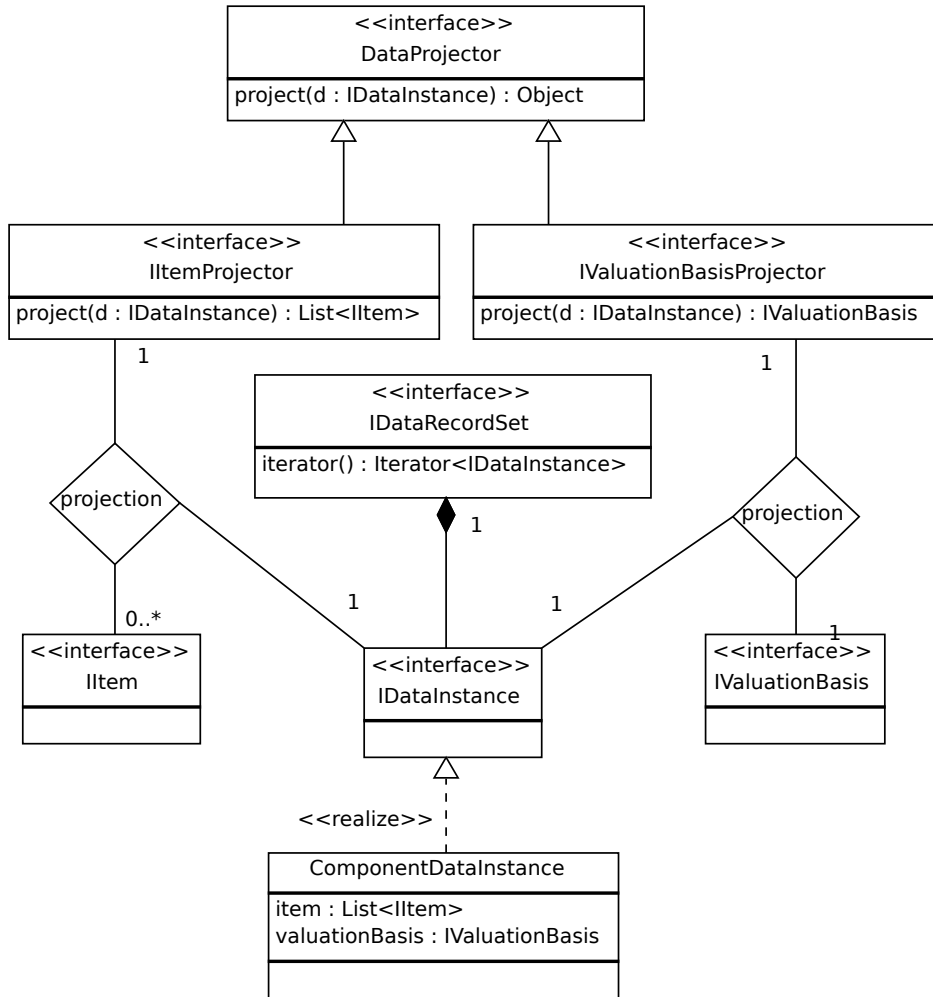 <<interface>>
DataProjector
project(d : IDataInstance) : Object
<<interface>>
IItemProjector
project(d : IDataInstance) : List<IItem>
<<interface>>
IValuationBasisProjector
project(d : IDataInstance) : IValuationBasis
1
1
<<interface>>
IDataRecordSet
iterator() : Iterator<IDataInstance>
projection
projection
1
1
1
0..*
1
<<interface>>
IItem
<<interface>>
IDataInstance
<<interface>>
IValuationBasis
<<realize>>
ComponentDataInstance
item : List<IItem>
valuationBasis : IValuationBasis